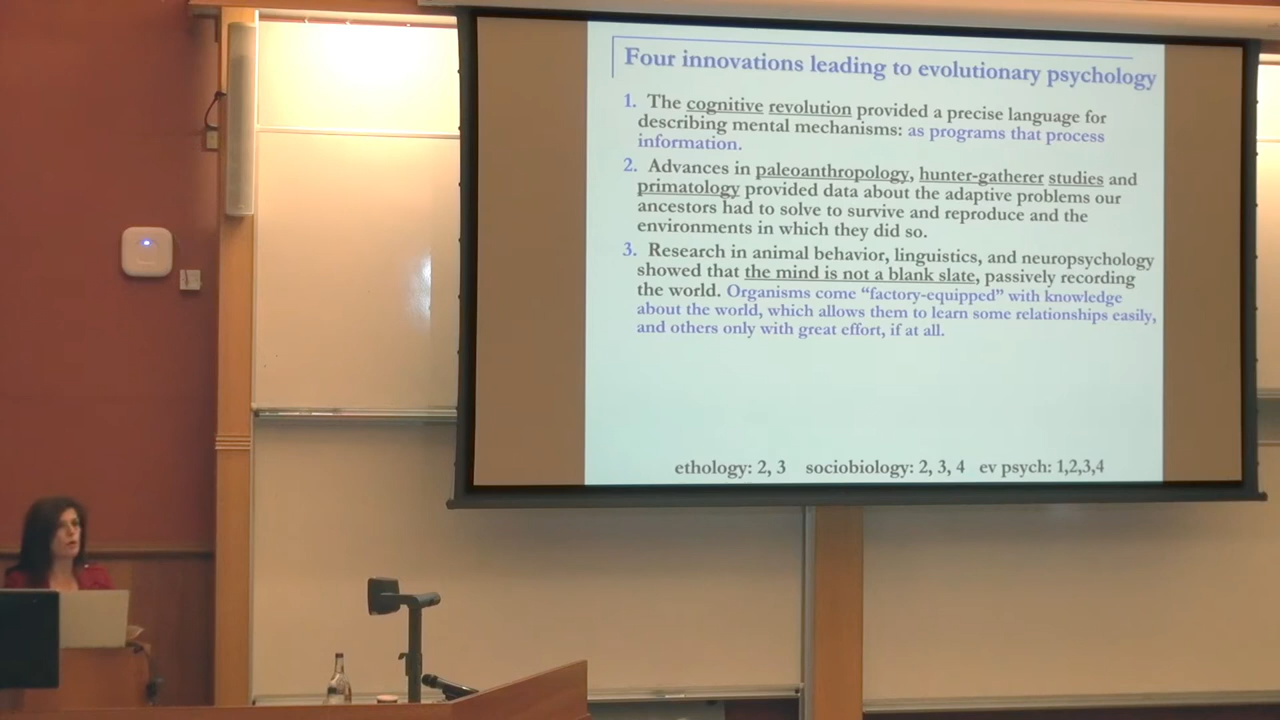 Four innovations leading to evolutionary psychology
1. The cognitive revolution provided a precise language for
describing mental mechanisms: as programs that process
information.
2. Advances in paleoanthropology, hunter-gatherer studies and
primatology provided data about the adaptive problems our
ancestors had to solve to survive and reproduce and the
environments in which they did so.
3. Research in animal behavior, linguistics, and neuropsychology
showed that the mind is not a blank slate, passively recording
the world. Organisms come “factory-equipped” with knowledge
about the world, which allows them to learn some relationships easily,
and others only with great effort, if at all.
ethology: 2, 3 sociobiology: 2, 3, 4 ev psych: 1,2,3,4